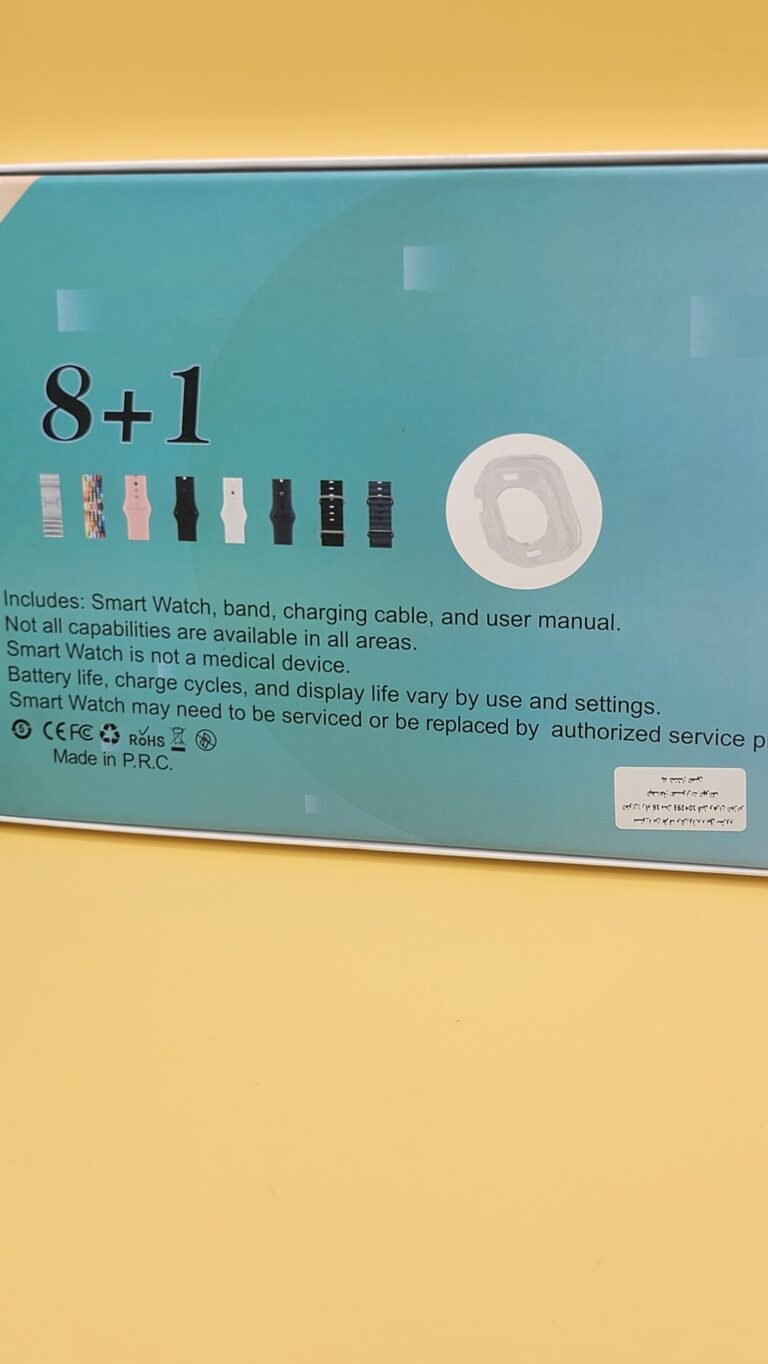 8+1
Includes: Smart Watch, band, charging cable, and user manual.
Not all capabilities are available in all areas.
Smart Watch is not a medical device.
Battery life, charge cycles, and display life vary by use and settings.
Smart Watch may need to be serviced or be replaced by authorized service
CE FC RoHS
Made in P.R.C.